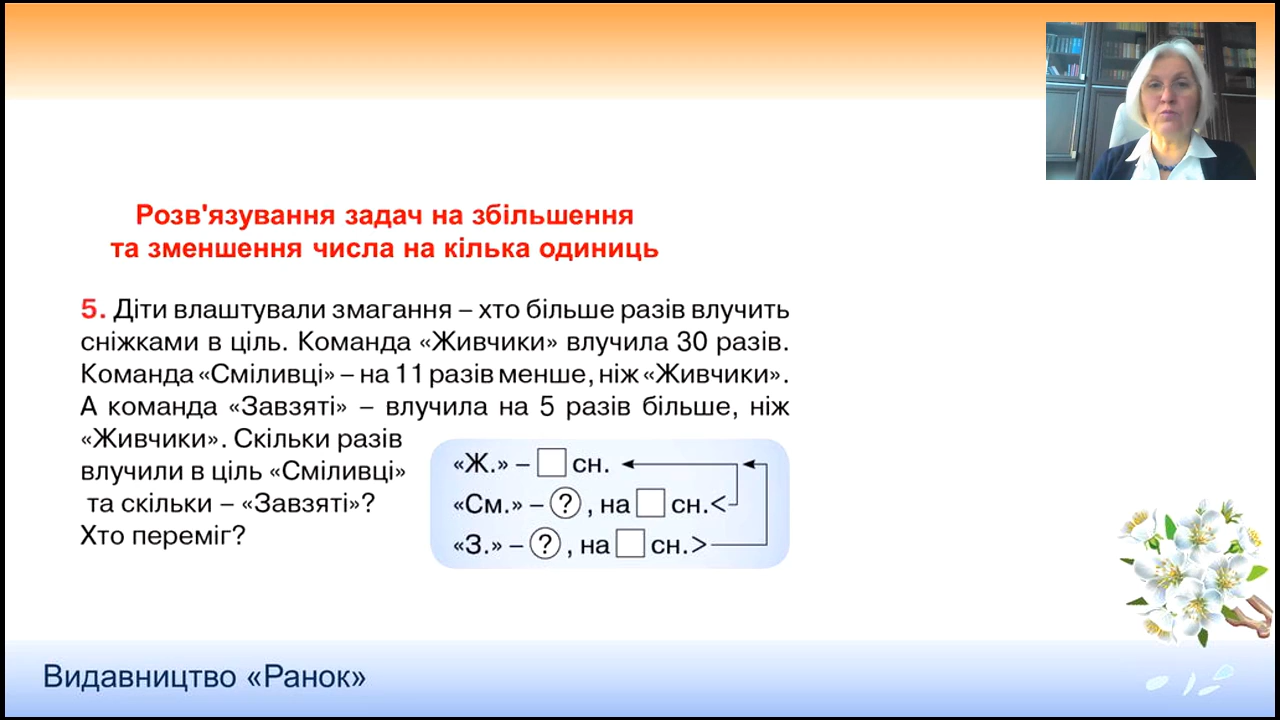 Розв'язування задач на збільшення
та зменшення числа на кілька одиниць
5. Діти влаштували змагання – хто більше разів влучить
сніжками в ціль. Команда «Живчики» влучила 30 разів.
Команда «Сміливці» – на 11 разів менше, ніж «Живчики».
А команда «Завзяті» – влучила на 5 разів більше, ніж
«Живчики». Скільки разів
влучили в ціль «Сміливці»
та скільки – «Завзяті»?
Хто переміг?
«Ж.» – □ сн.
«См.» – ?, на □ сн.<
«З.» – ?, на □ сн.>
Видавництво «Ранок»